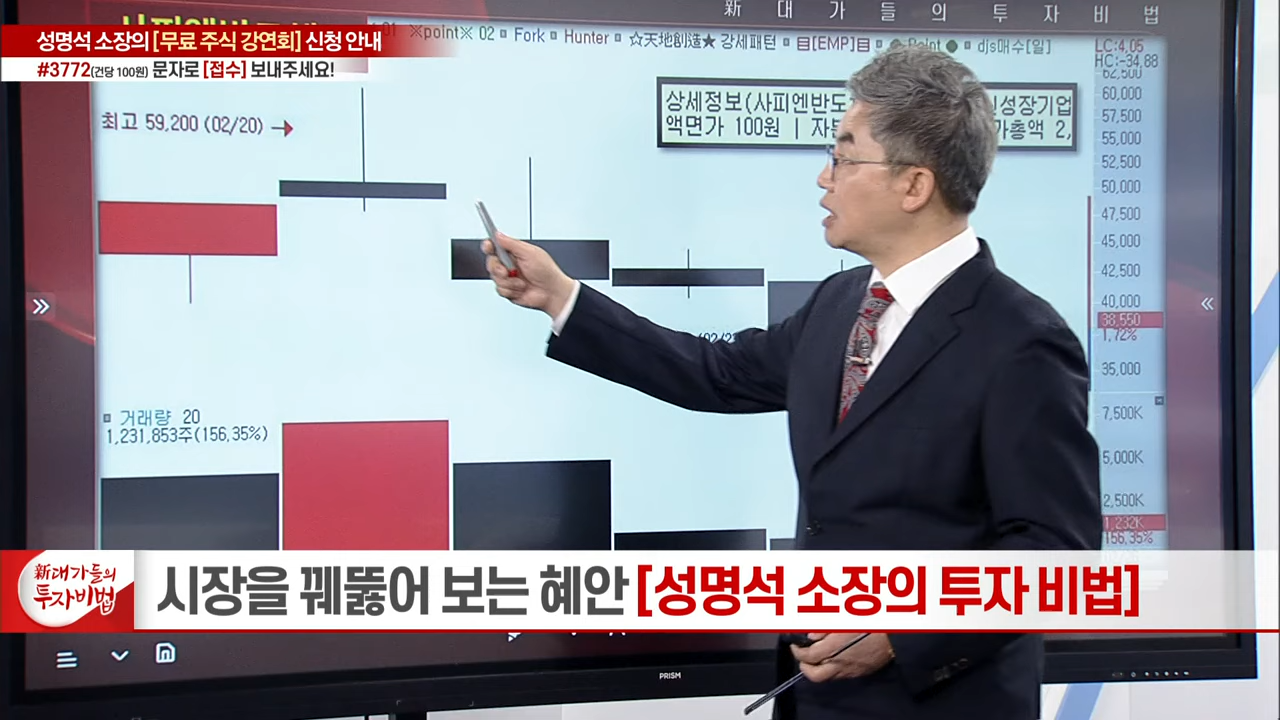 新 대 가 들 의 투 자 비 법
성명석 소장의 [무료 주식 강연회] 신청 안내
#3772(건당 100원) 문자로 [접수] 보내주세요!
※point※ 02 Fork Hunter ☆天地創造★ 강세패턴 日[EMP]日 Point djs매수[일]
LC:4,05
HC:-34,88
상세정보(사피엔반도 신성장기업
액면가 100원 | 자본 가총액 2,
최고 59,200 (02/20) →
62,500
60,000
57,500
55,000
52,500
50,000
47,500
45,000
42,500
40,000
38,550
1,72%
35,000
거래량 20
1,231,853주(156,35%)
7,500K
5,000K
2,500K
1,232K
156,35%
新대가들의
투자비법
시장을 꿰뚫어 보는 혜안 [성명석 소장의 투자 비법]
PRISM